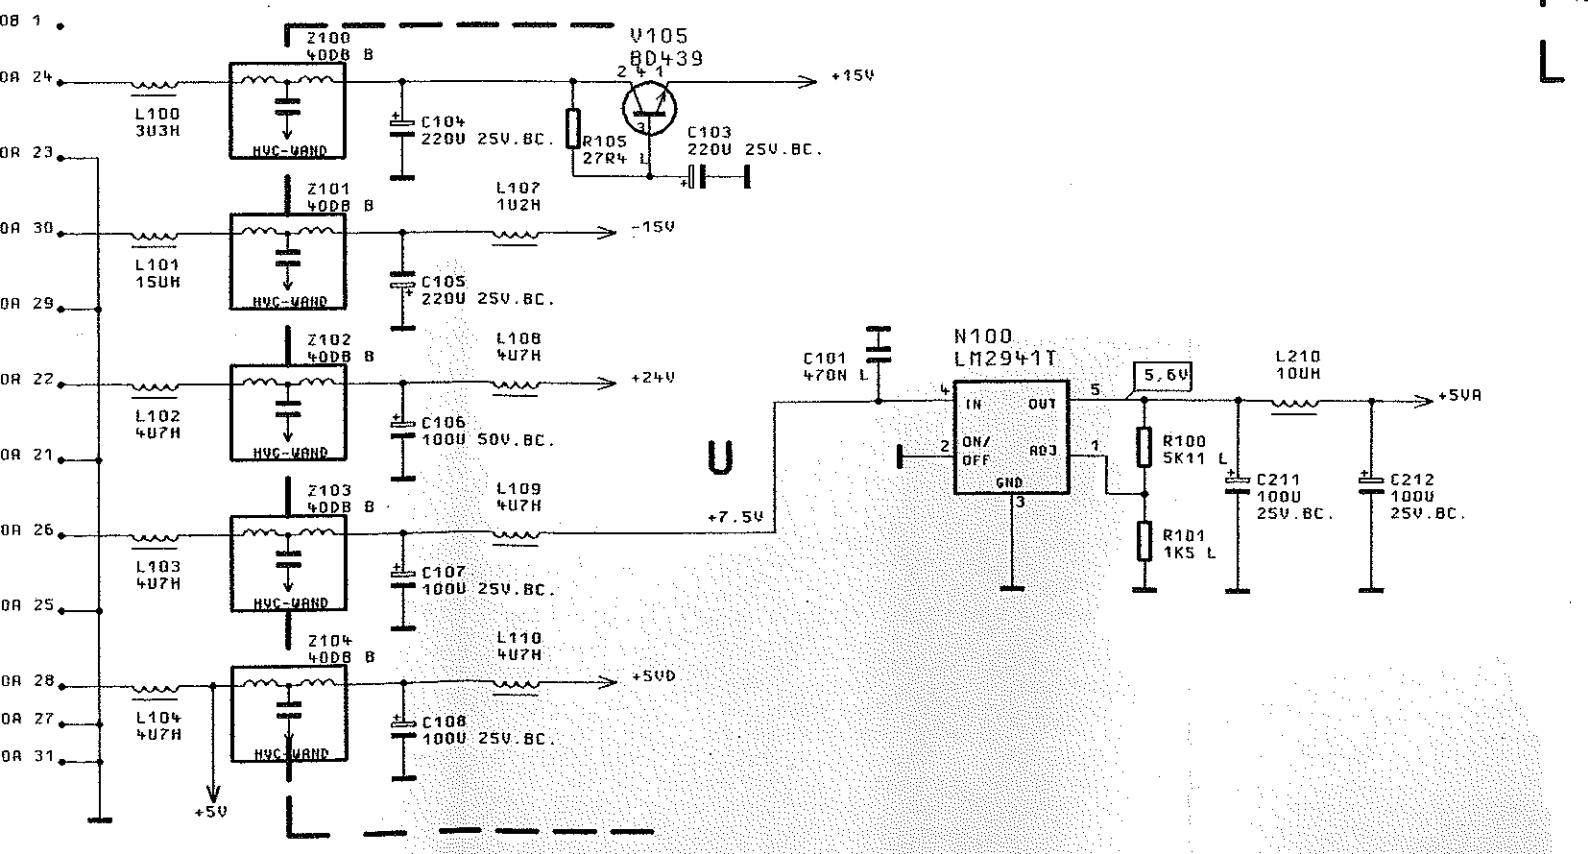 0B 1
0A 24
0A 23
0A 30
0A 29
0A 22
0A 21
0A 26
0A 25
0A 28
0A 27
0A 31
L100
3U3H
Z100
40DB B
HVC-WAND
C104
220U 25V.BC.
V105
BD439
2 4 1
3
R105
27R4 L
C103
220U 25V.BC.
+15V
L101
15UH
Z101
40DB B
HVC-WAND
C105
220U 25V.BC.
L107
1U2H
-15V
L102
4U7H
Z102
40DB B
HVC-WAND
C106
100U 50V.BC.
L108
4U7H
+24V
L103
4U7H
Z103
40DB B
HVC-WAND
C107
100U 25V.BC.
L109
4U7H
+7.5V
L104
4U7H
Z104
40DB B
HVC-WAND
C108
100U 25V.BC.
L110
4U7H
+5VD
+5V
U
C101
470N L
N100
LM2941T
4
IN
OUT
5
2
ON/
OFF
ADJ
1
GND
3
5,6V
R100
5K11 L
R101
1K5 L
C211
100U
25V.BC.
L210
10UH
C212
100U
25V.BC.
+5VA